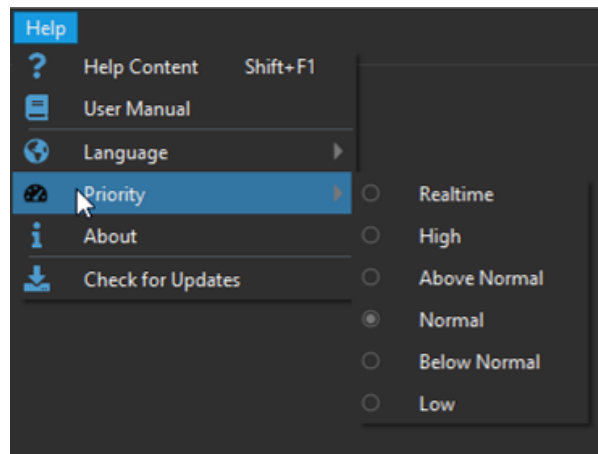 Help
Help Content Shift+F1
User Manual
Language
Priority
About
Check for Updates
Realtime
High
Above Normal
Normal
Below Normal
Low